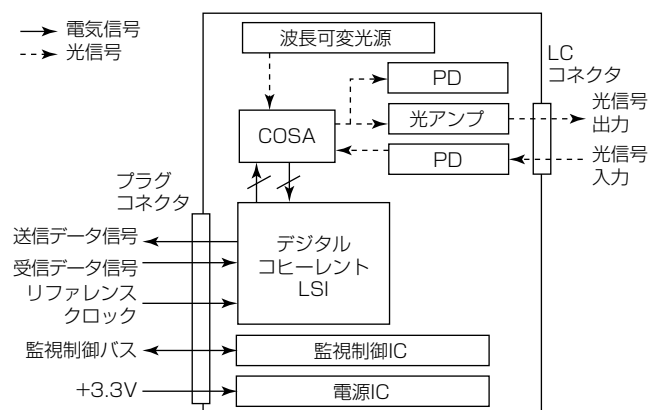 電気信号
光信号
波長可変光源
PD
光アンプ
PD
COSA
LC
コネクタ
光信号
出力
光信号
入力
プラグ
コネクタ
送信データ信号
受信データ信号
リファレンス
クロック
監視制御バス
+3.3V
デジタル
コヒーレント
LSI
監視制御IC
電源IC